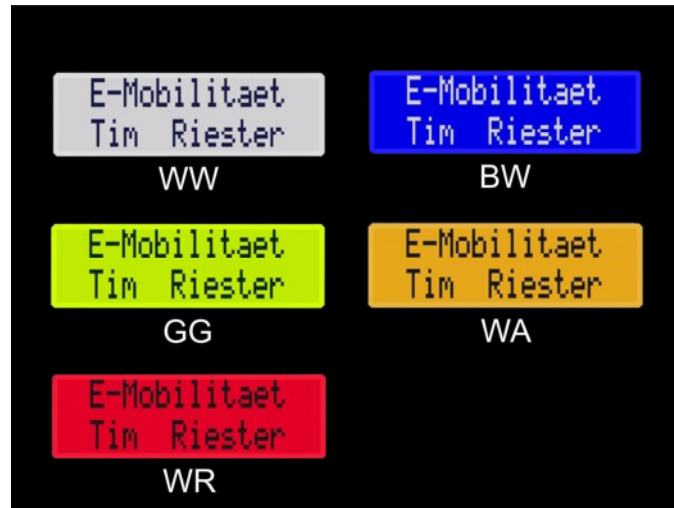 E-Mobilitaet
Tim Riester
WW
E-Mobilitaet
Tim Riester
BW
E-Mobilitaet
Tim Riester
GG
E-Mobilitaet
Tim Riester
WA
E-Mobilitaet
Tim Riester
WR